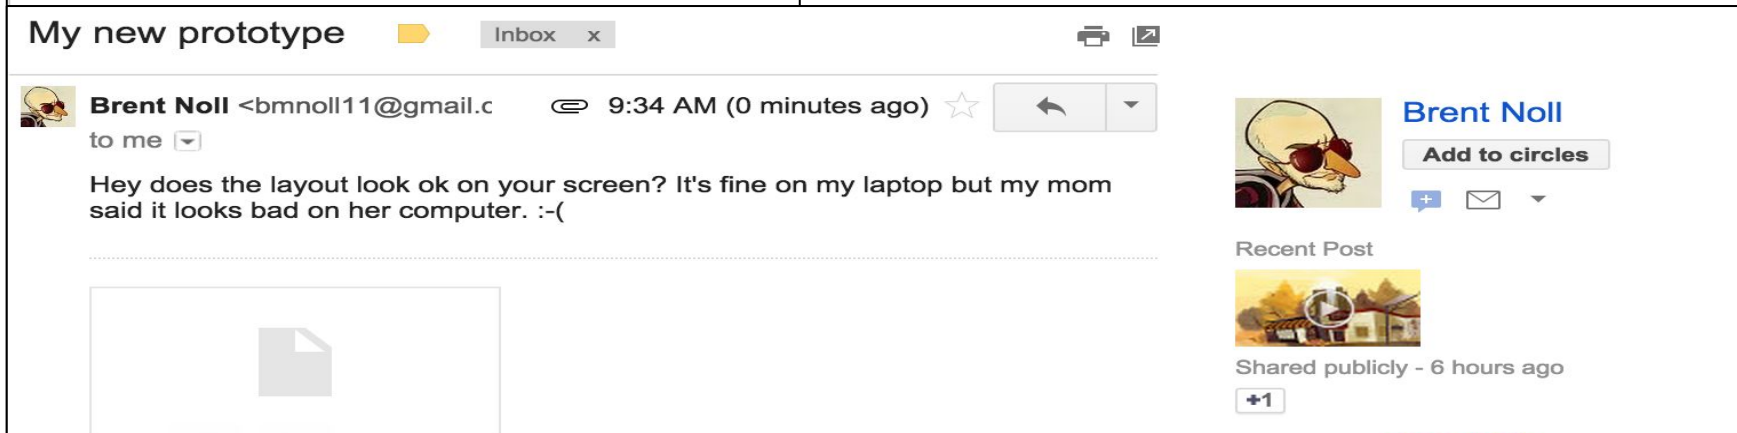 My new prototype
Inbox x
Brent Noll <bmnoll11@gmail.c 9:34 AM (0 minutes ago)
to me
Hey does the layout look ok on your screen? It's fine on my laptop but my mom
said it looks bad on her computer. :-(
Brent Noll
Add to circles
Recent Post
Shared publicly - 6 hours ago
+1